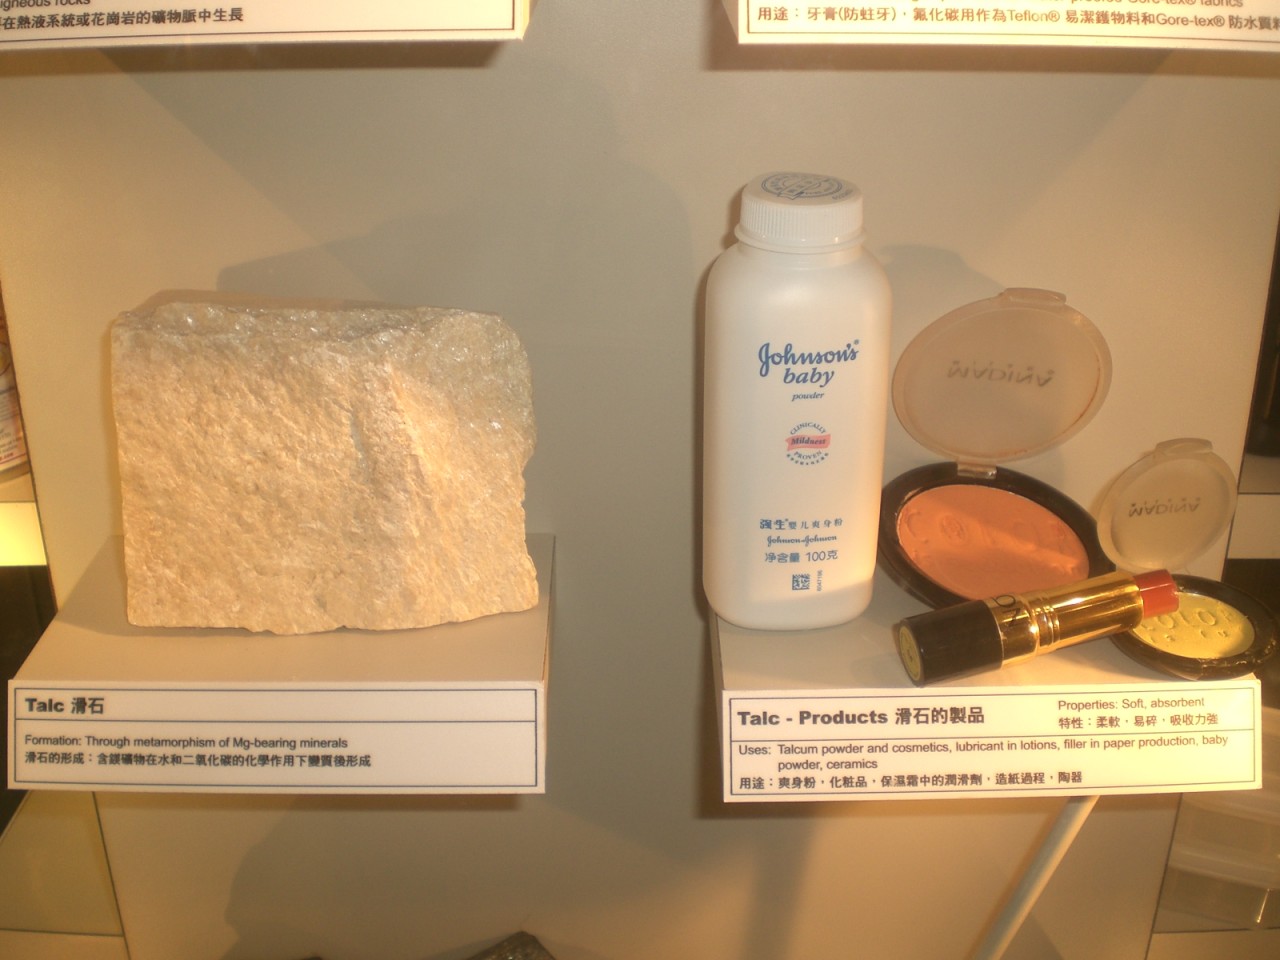 igneous rocks
在熱液系統或花崗岩的礦物脈中生長
Gore-tex® fabrics
用途：牙膏(防蛀牙)，氟化碳用作為Teflon® 易潔鑊物料和Gore-tex® 防水質料
Johnson's®
baby
powder
CLINICALLY
Mildness
PROVEN
强生®婴儿爽身粉
Johnson&Johnson
净含量 100克
MARINA
MARINA
COLOR
Talc 滑石
Formation: Through metamorphism of Mg-bearing minerals
滑石的形成：含鎂礦物在水和二氧化碳的化學作用下變質後形成
Talc - Products 滑石的製品
Properties: Soft, absorbent
特性：柔軟，易碎，吸收力強
Uses: Talcum powder and cosmetics, lubricant in lotions, filler in paper production, baby
powder, ceramics
用途：爽身粉，化粧品，保濕霜中的潤滑劑，造紙過程，陶器